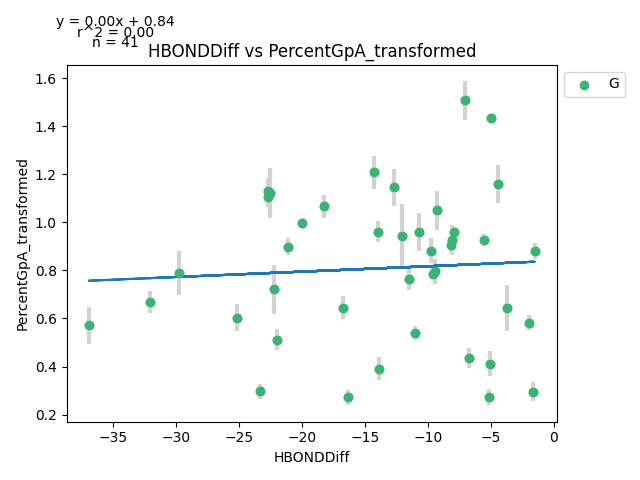 y = 0.00x + 0.84
r^2 = 0.00
n = 41
HBONDDiff vs PercentGpA_transformed
G
1.6
1.4
1.2
1.0
0.8
0.6
0.4
0.2
PercentGpA_transformed
−35
−30
−25
−20
−15
−10
−5
0
HBONDDiff